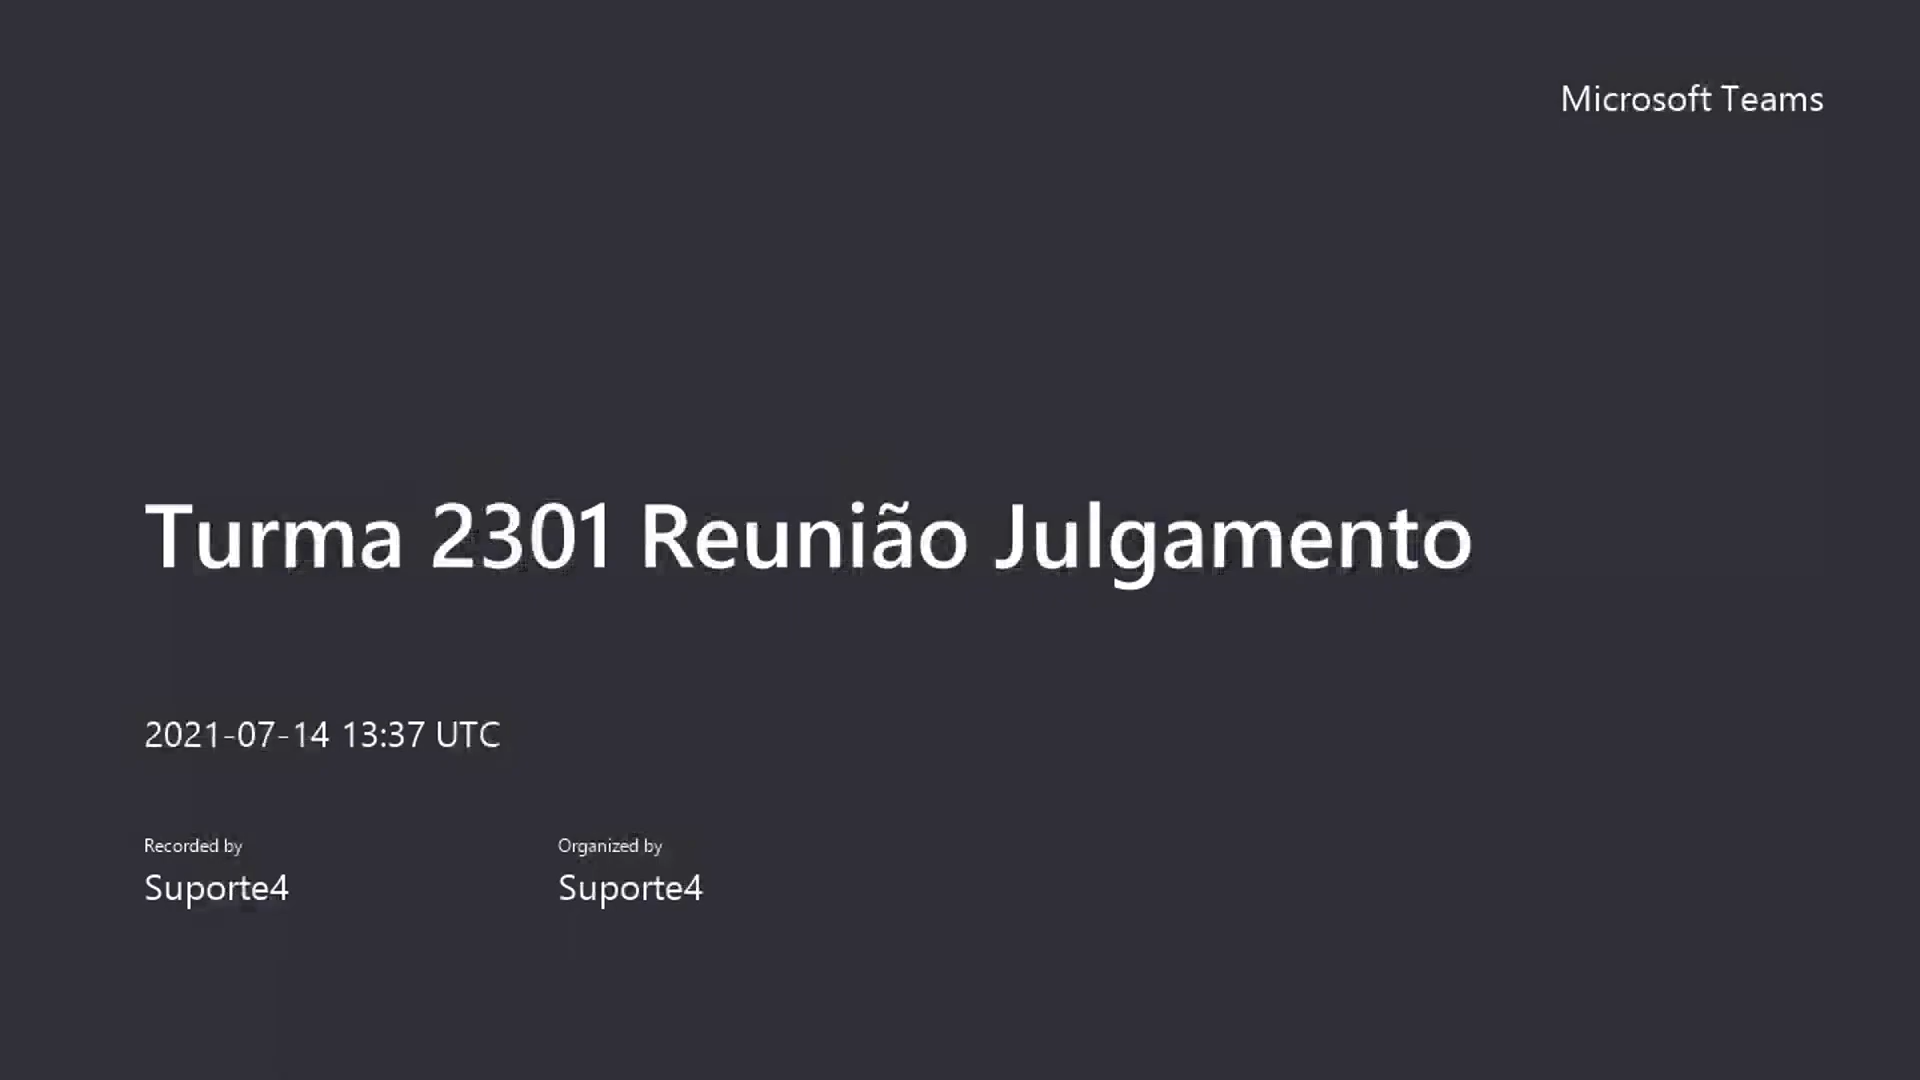 Microsoft Teams
Turma 2301 Reunião Julgamento
2021-07-14 13:37 UTC
Recorded by
Suporte4
Organized by
Suporte4